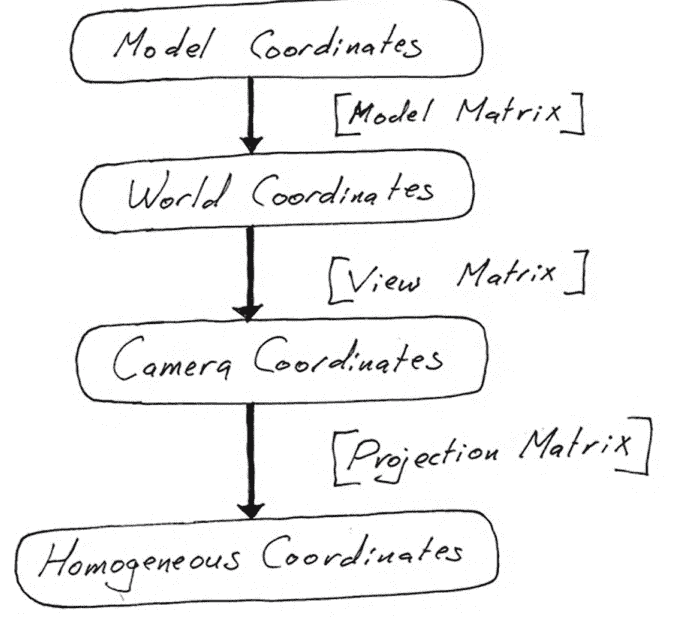 Model Coordinates
[Model Matrix]
World Coordinates
[View Matrix]
Camera Coordinates
[Projection Matrix]
Homogeneous Coordinates